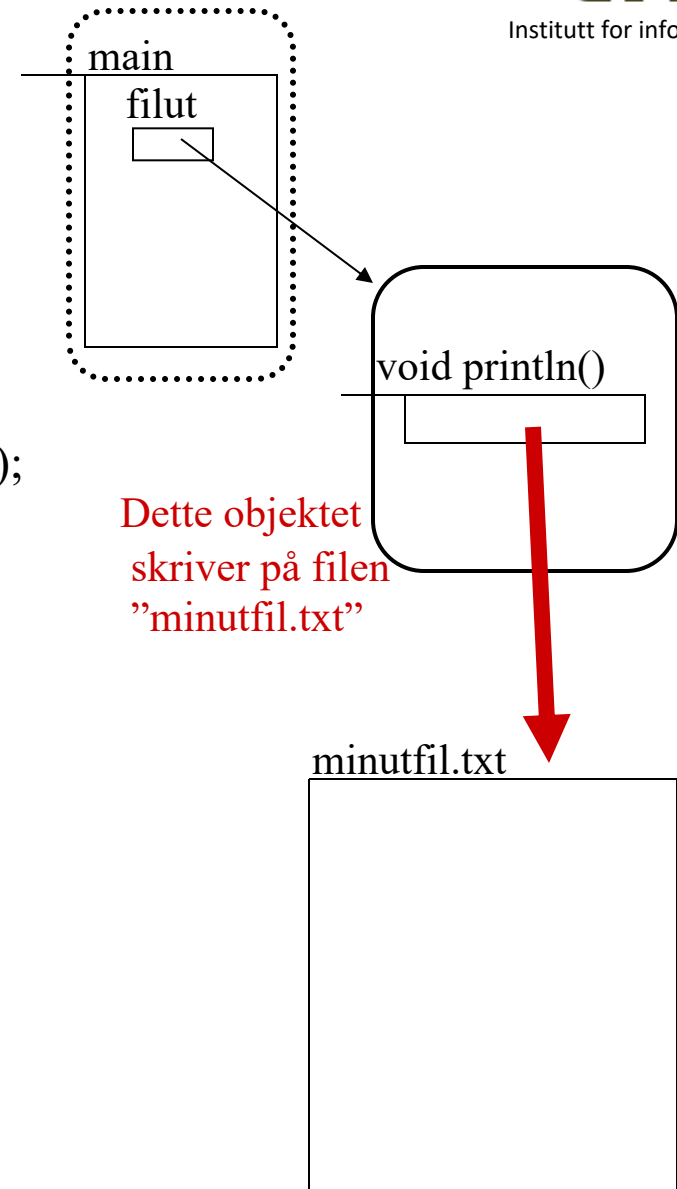 Institutt for info
main
filut
void println()
);
Dette objektet
skriver på filen
”minutfil.txt”
minutfil.txt